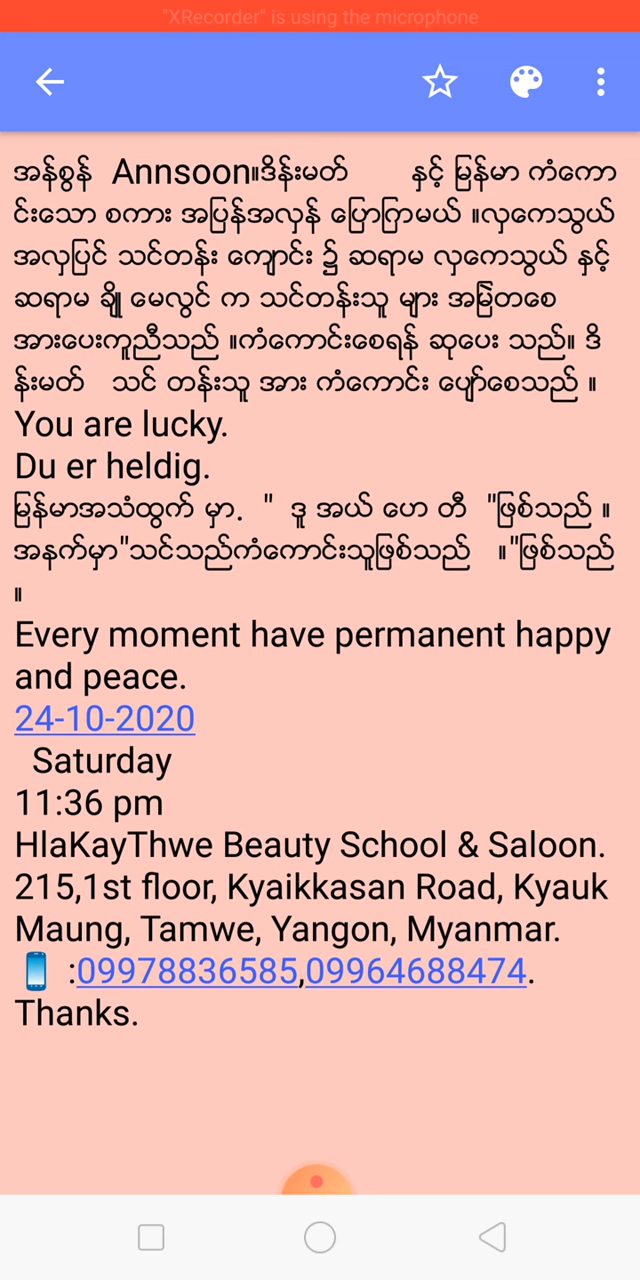 "XRecorder" is using the microphone
အန်စွန် Annsoon။ဒိန်းမတ် နှင့် မြန်မာ ကံကော
င်းသော စကား အပြန်အလှန် ပြောကြာမယ် ။လှကေသွယ်
အလှပြင် သင်တန်း ကျောင်း ၌ ဆရာမ လှကေသွယ် နှင့်
ဆရာမ ချို မေလွင် က သင်တန်းသူ များ အမြဲတစေ
အားပေးကူညီသည် ။ကံကောင်းစေရန် ဆုပေး သည်။ ဒိ
န်းမတ် သင် တန်းသူ အား ကံကောင်း ပျော်စေသည် ။
You are lucky.
Du er heldig.
မြန်မာအသံထွက် မှာ. " ဒူ အယ် ဟေ တီ "ဖြစ်သည် ။
အနက်မှာ"သင်သည်ကံကောင်းသူဖြစ်သည် ။"ဖြစ်သည်
။
Every moment have permanent happy
and peace.
24-10-2020
Saturday
11:36 pm
HlaKayThwe Beauty School & Saloon.
215,1st floor, Kyaikkasan Road, Kyauk
Maung, Tamwe, Yangon, Myanmar.
:09978836585,09964688474.
Thanks.